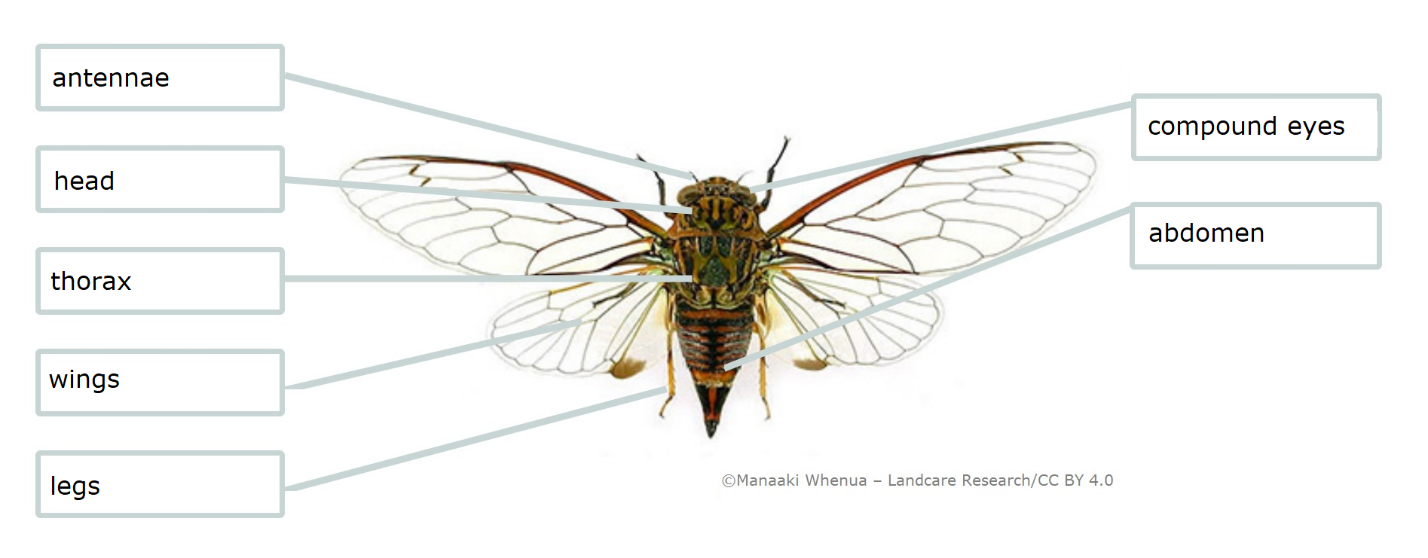 antennae
head
thorax
wings
legs
compound eyes
abdomen
©Manaaki Whenua – Landcare Research/CC BY 4.0